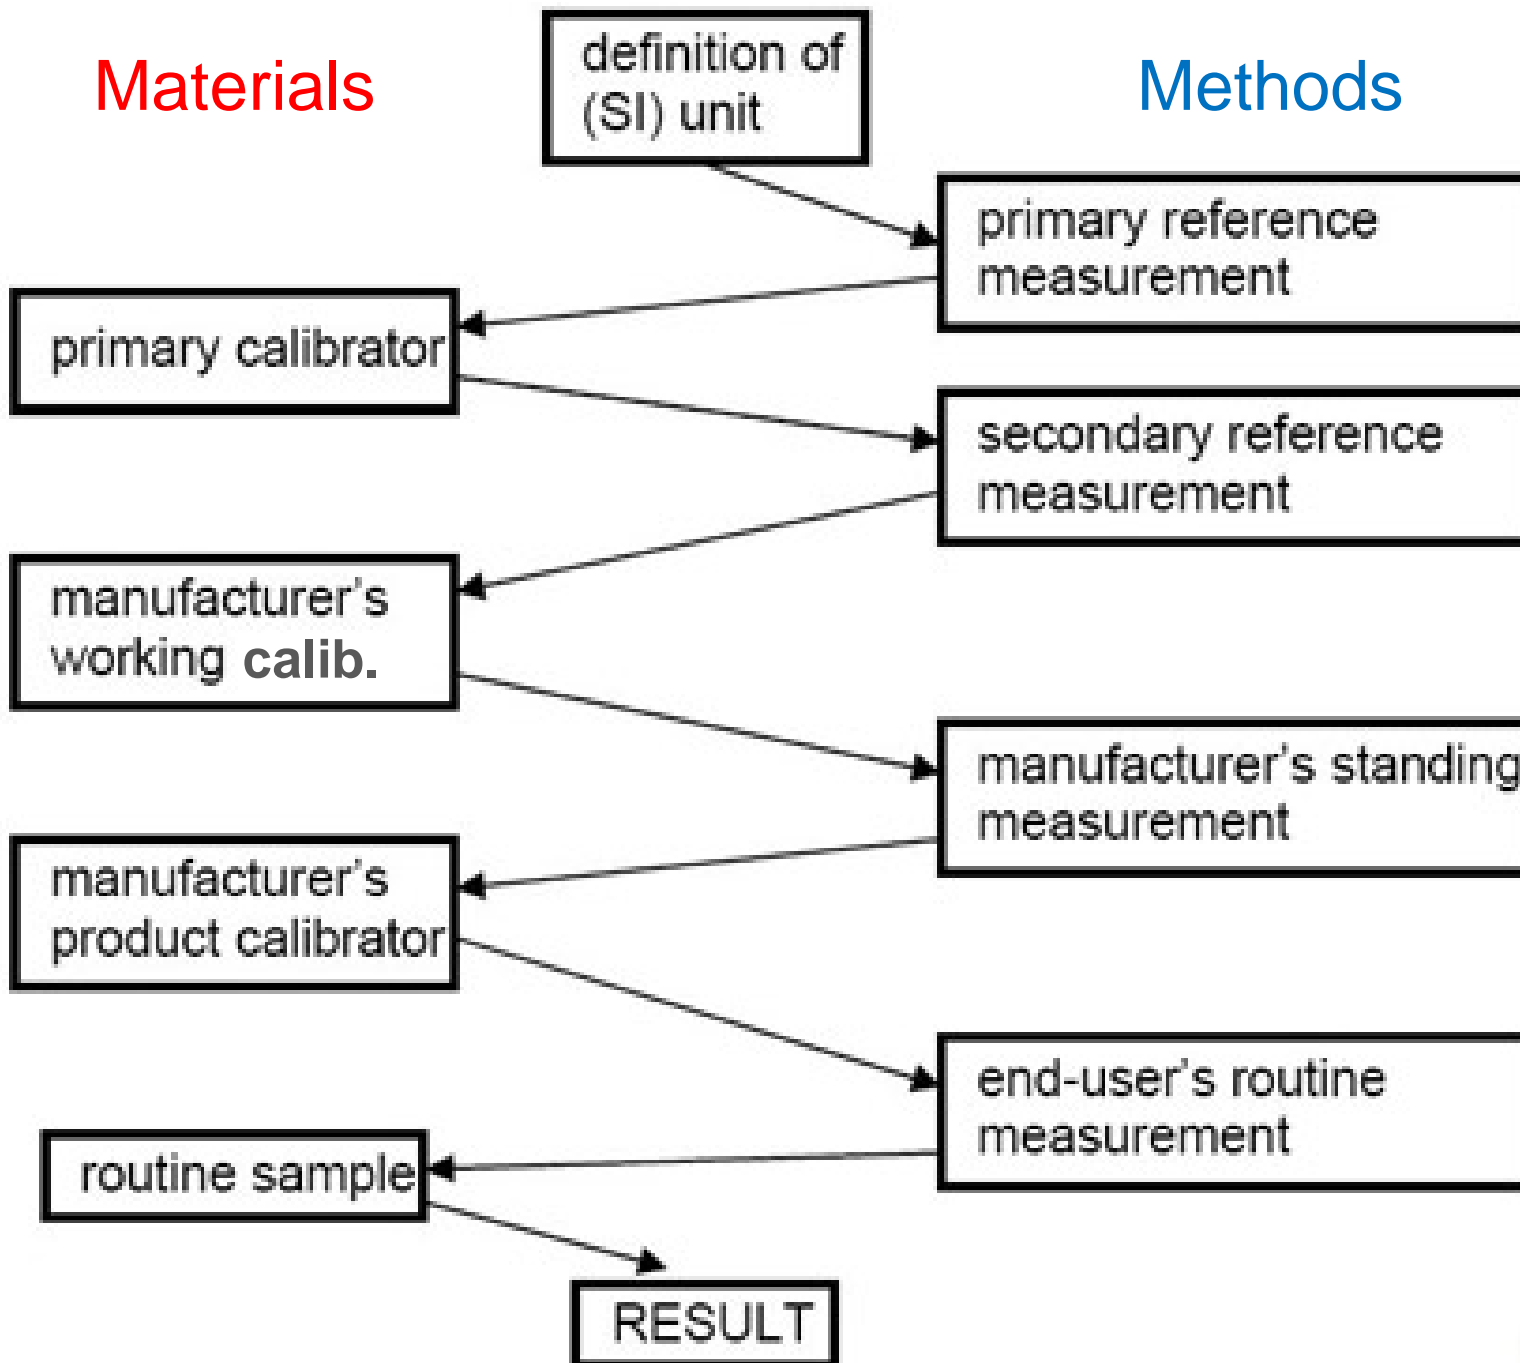 Materials
definition of
(SI) unit
Methods
primary reference
measurement
primary calibrator
secondary reference
measurement
manufacturer's
working calib.
manufacturer's standing
measurement
manufacturer's
product calibrator
end-user's routine
measurement
routine sample
RESULT